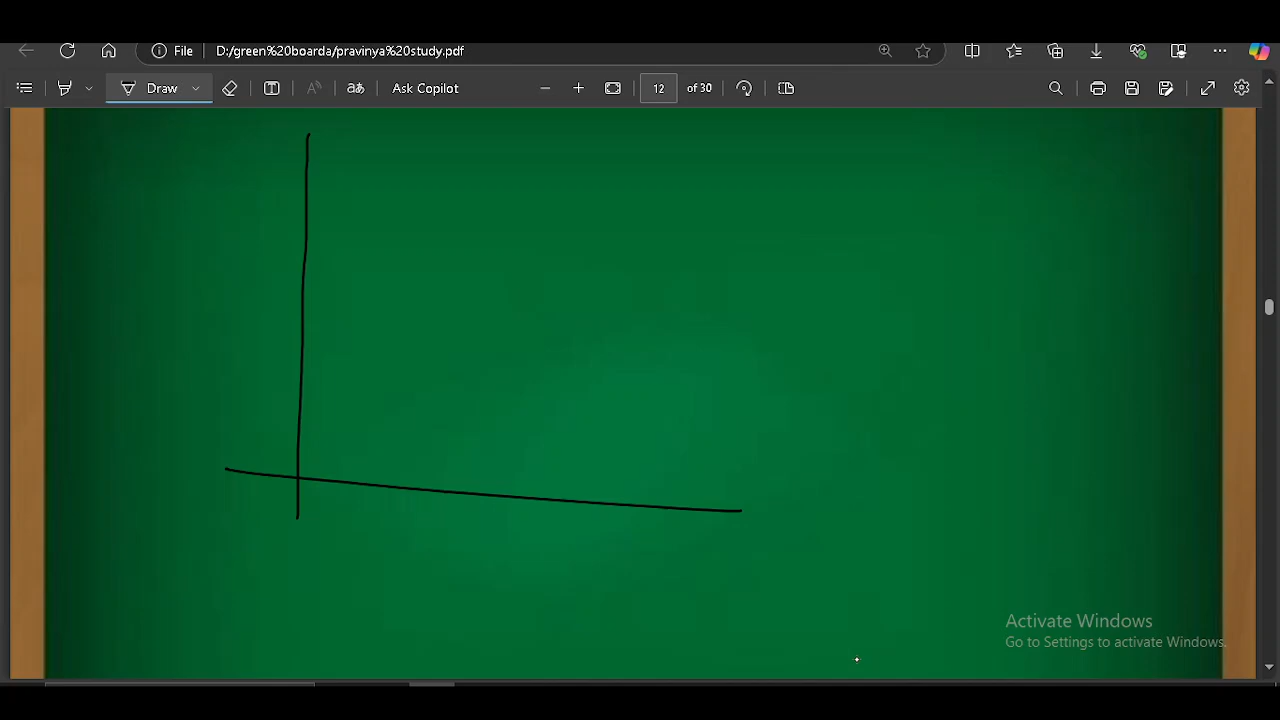 File D:/green%20boarda/pravinya%20study.pdf
Draw Ask Copilot 12 of 30
Activate Windows
Go to Settings to activate Windows.